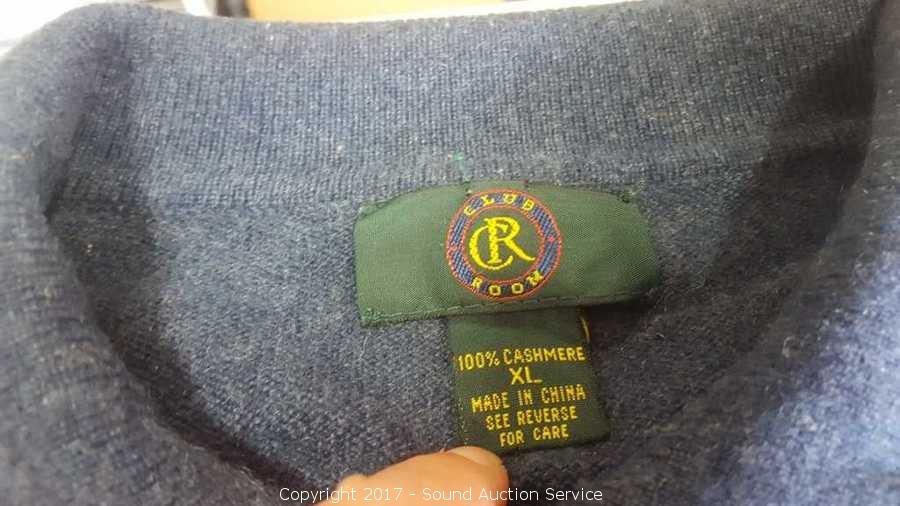 CLUB
CR
ROOM
100% CASHMERE
XL
MADE IN CHINA
SEE REVERSE
FOR CARE
Copyright 2017 - Sound Auction Service